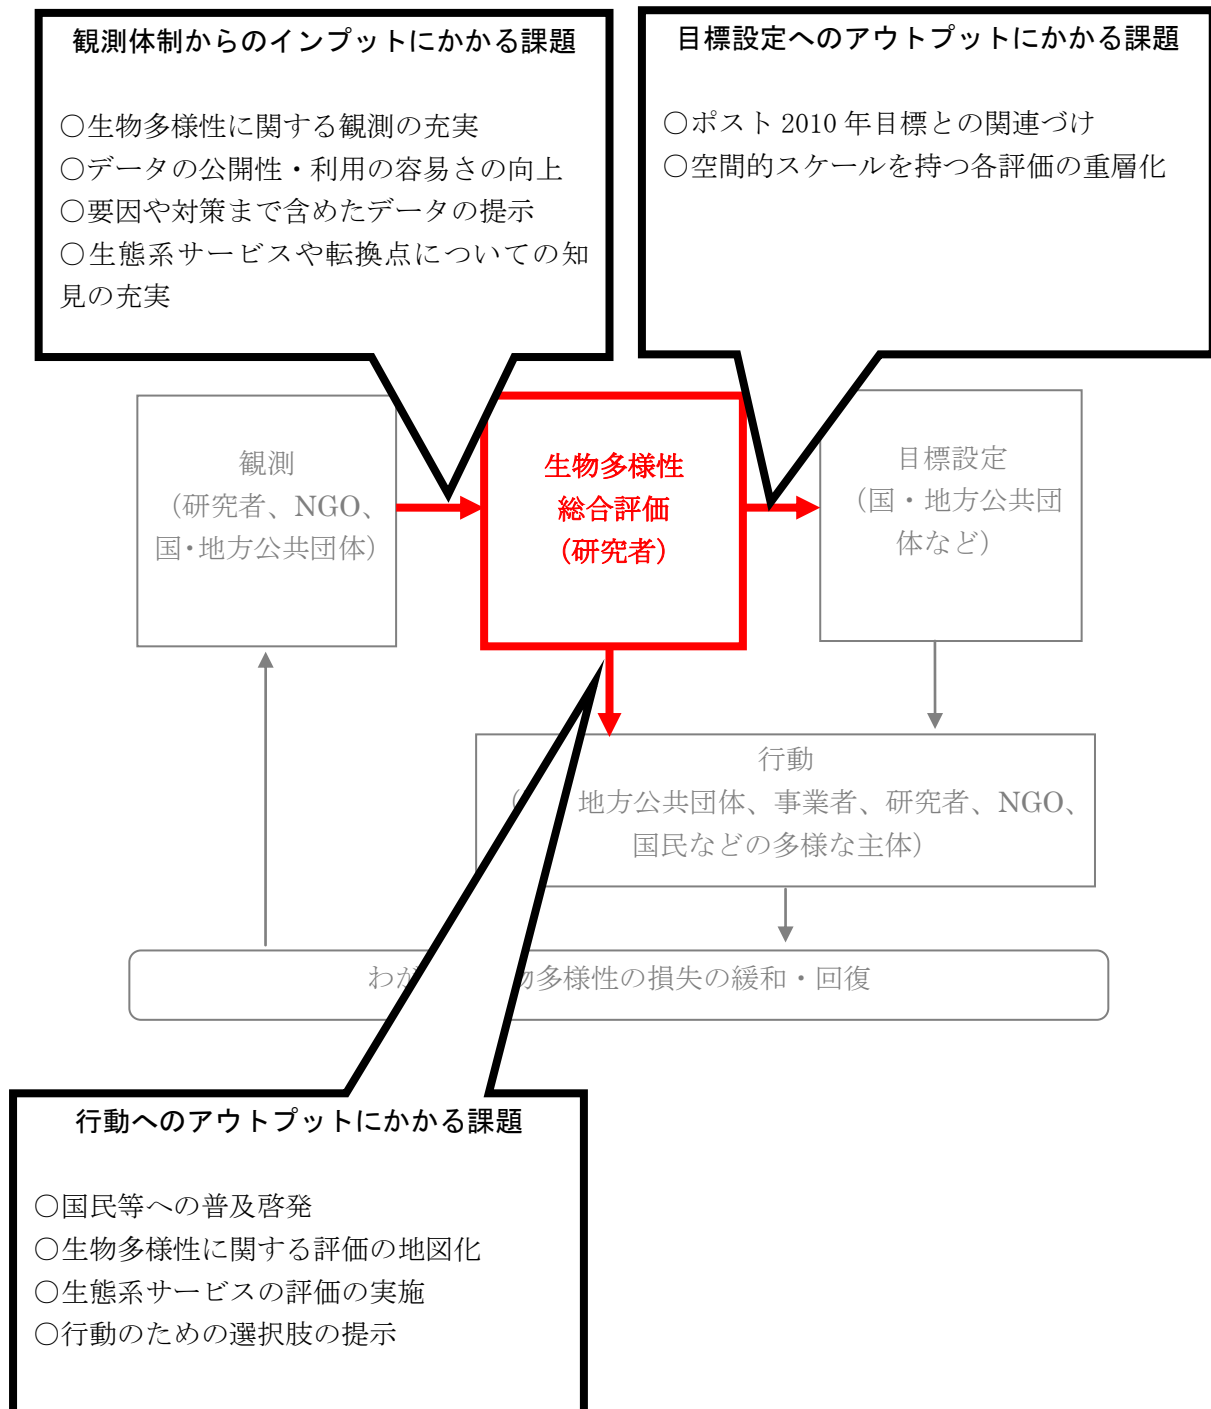 観測体制からのインプットにかかる課題
○生物多様性に関する観測の充実
○データの公開性・利用の容易さの向上
○要因や対策まで含めたデータの提示
○生態系サービスや転換点についての知
見の充実
目標設定へのアウトプットにかかる課題
○ポスト 2010 年目標との関連づけ
○空間的スケールを持つ各評価の重層化
観測
（研究者、NGO、
国・地方公共団体）
生物多様性
総合評価
（研究者）
目標設定
（国・地方公共団
体など）
行動
（ 地方公共団体、事業者、研究者、NGO、
国民などの多様な主体）
わが 物多様性の損失の緩和・回復
行動へのアウトプットにかかる課題
○国民等への普及啓発
○生物多様性に関する評価の地図化
○生態系サービスの評価の実施
○行動のための選択肢の提示